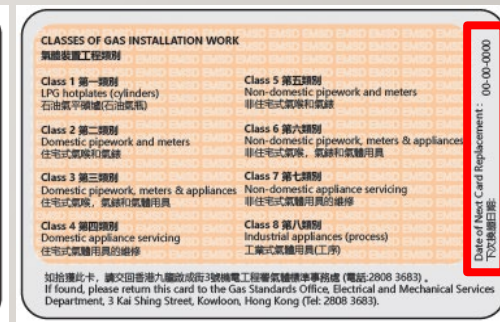 CLASSES OF GAS INSTALLATION WORK
氣體裝置工程類別
Class 1 第一類別
LPG hotplates (cylinders)
石油氣平頭爐(石油氣瓶)
Class 2 第二類別
Domestic pipework and meters
住宅式氣喉和氣錶
Class 3 第三類別
Domestic pipework, meters & appliances
住宅式氣喉，氣錶和氣體用具
Class 4 第四類別
Domestic appliance servicing
住宅式氣體用具的維修
Class 5 第五類別
Non-domestic pipework and meters
非住宅式氣喉和氣錶
Class 6 第六類別
Non-domestic pipework, meters & appliances
非住宅式氣喉，氣錶和氣體用具
Class 7 第七類別
Non-domestic appliance servicing
非住宅式氣體用具的維修
Class 8 第八類別
Industrial appliances (process)
工業式氣體用具(工序)
如拾獲此卡，請交回香港九龍啟成街3號機電工程署氣體標準事務處 (電話:2808 3683) 。
If found, please return this card to the Gas Standards Office, Electrical and Mechanical Services
Department, 3 Kai Shing Street, Kowloon, Hong Kong (Tel: 2808 3683).
Date of Next Card Replacement : 00-00-0000
下次換證日期: